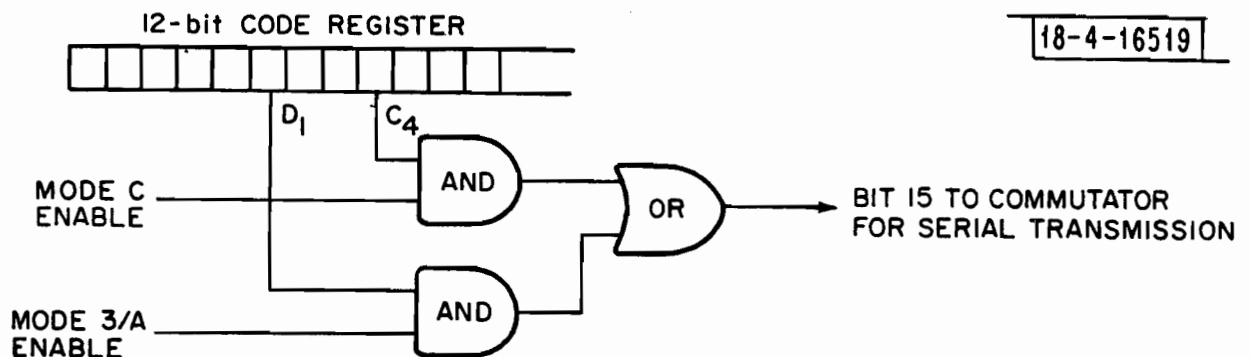 12-bit CODE REGISTER
18-4-16519
D1
C4
AND
MODE C
ENABLE
OR
BIT 15 TO COMMUTATOR
FOR SERIAL TRANSMISSION
AND
MODE 3/A
ENABLE